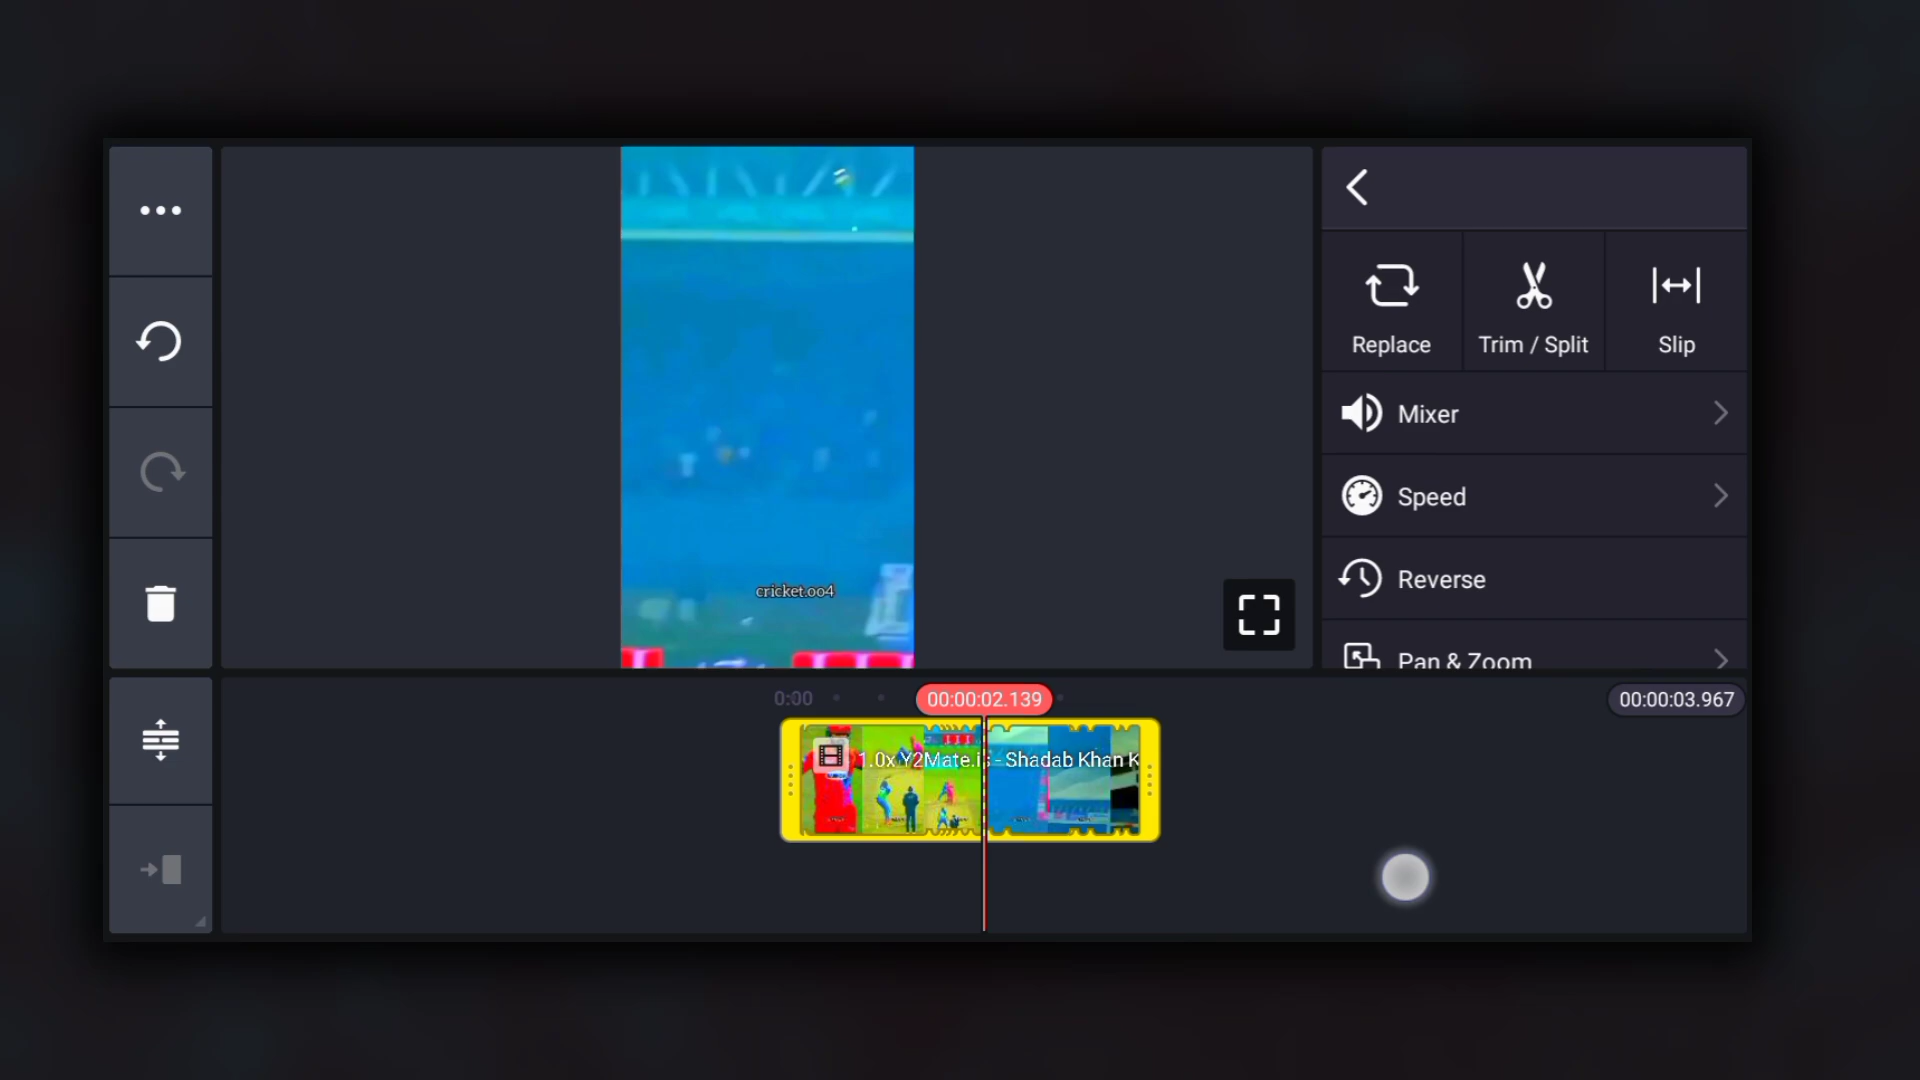 Replace
Trim / Split
Slip
Mixer
Speed
Reverse
Pan & Zoom
cricket.oo4
0:00
00:00:02.139
00:00:03.967
1.0x Y2Mate.is - Shadab Khan K